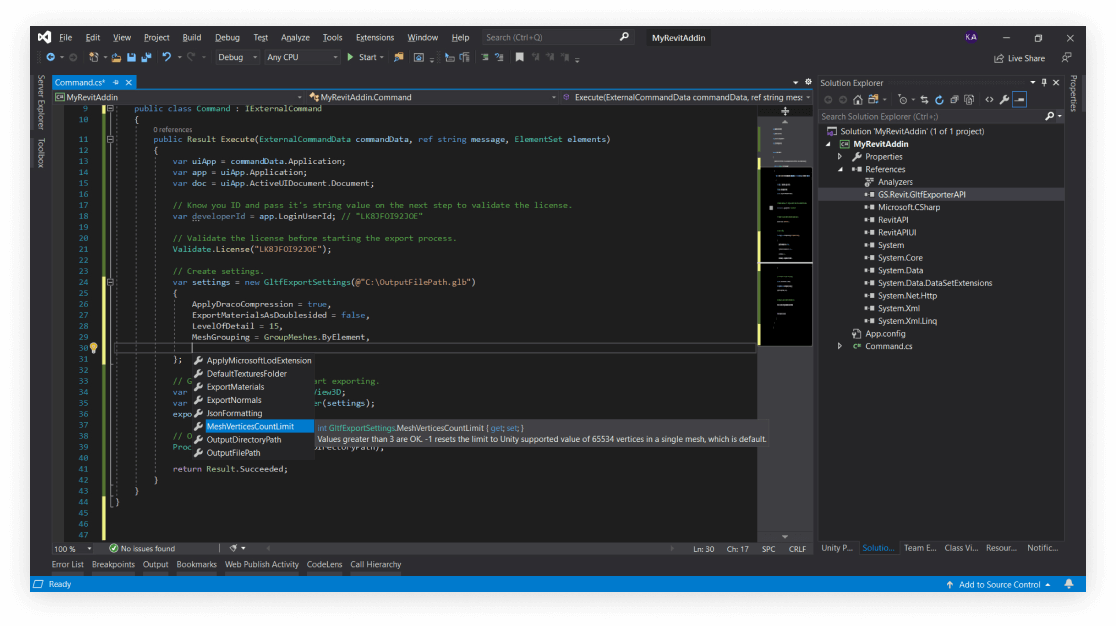 File Edit View Project Build Debug Test Analyze Tools Extensions Window Help Search (Ctrl+Q) MyRevitAddin KA
Debug Any CPU Start Live Share
Server Explorer
Toolbox
Command.cs*
MyRevitAddin MyRevitAddin.Command Execute(ExternalCommandData commandData, ref string mess
9 public class Command : IExternalCommand
10 {
0 references
11 public Result Execute(ExternalCommandData commandData, ref string message, ElementSet elements)
12 {
13 var uiApp = commandData.Application;
14 var app = uiApp.Application;
15 var doc = uiApp.ActiveUIDocument.Document;
16
17 // Know you ID and pass it's string value on the next step to validate the license.
18 var developerId = app.LoginUserId; // "LK8JFOI92JOE"
19
20 // Validate the license before starting the export process.
21 Validate.License("LK8JFOI92JOE");
22
23 // Create settings.
24 var settings = new GltfExportSettings(@"C:\OutputFilePath.glb")
25 {
26 ApplyDracoCompression = true,
27 ExportMaterialsAsDoublesided = false,
28 LevelOfDetail = 15,
29 MeshGrouping = GroupMeshes.ByElement,
30
31 };
ApplyMicrosoftLodExtension
32
DefaultTexturesFolder
33 // G art exporting.
ExportMaterials
34 var View3D;
ExportNormals
35 var er(settings);
JsonFormatting
36 expo
MeshVerticesCountLimit int GltfExportSettings.MeshVerticesCountLimit { get; set; }
37
Values greater than 3 are OK. -1 resets the limit to Unity supported value of 65534 vertices in a single mesh, which is default.
38 // O
OutputDirectoryPath
39 Proc DirectoryPath);
OutputFilePath
40
41 return Result.Succeeded;
42 }
43 }
44 }
45
46
47
100 % No issues found Ln: 30 Ch: 17 SPC CRLF
Error List Breakpoints Output Bookmarks Web Publish Activity CodeLens Call Hierarchy
Ready Add to Source Control
Solution Explorer
Search Solution Explorer (Ctrl+;)
Solution 'MyRevitAddin' (1 of 1 project)
MyRevitAddin
Properties
References
Analyzers
GS.Revit.GltfExporterAPI
Microsoft.CSharp
RevitAPI
RevitAPIUI
System
System.Core
System.Data
System.Data.DataSetExtensions
System.Net.Http
System.Xml
System.Xml.Linq
App.config
C# Command.cs
Unity P... Solutio... Team E... Class Vi... Resour... Notific...
Properties